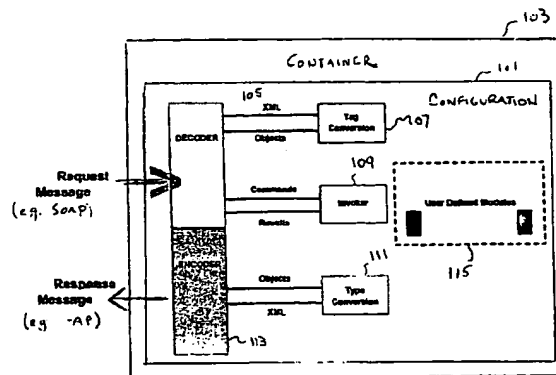 103
CONTAINER
101
CONFIGURATION
105
XML
Tag
Conversion
107
DECODER
Objects
Request
Message
(e.g. SOAP)
109
Commands
Invoker
Results
User Defined Modules
115
ENCODER
111
Objects
Type
Conversion
XML
Response
Message
(eg -AP)
113